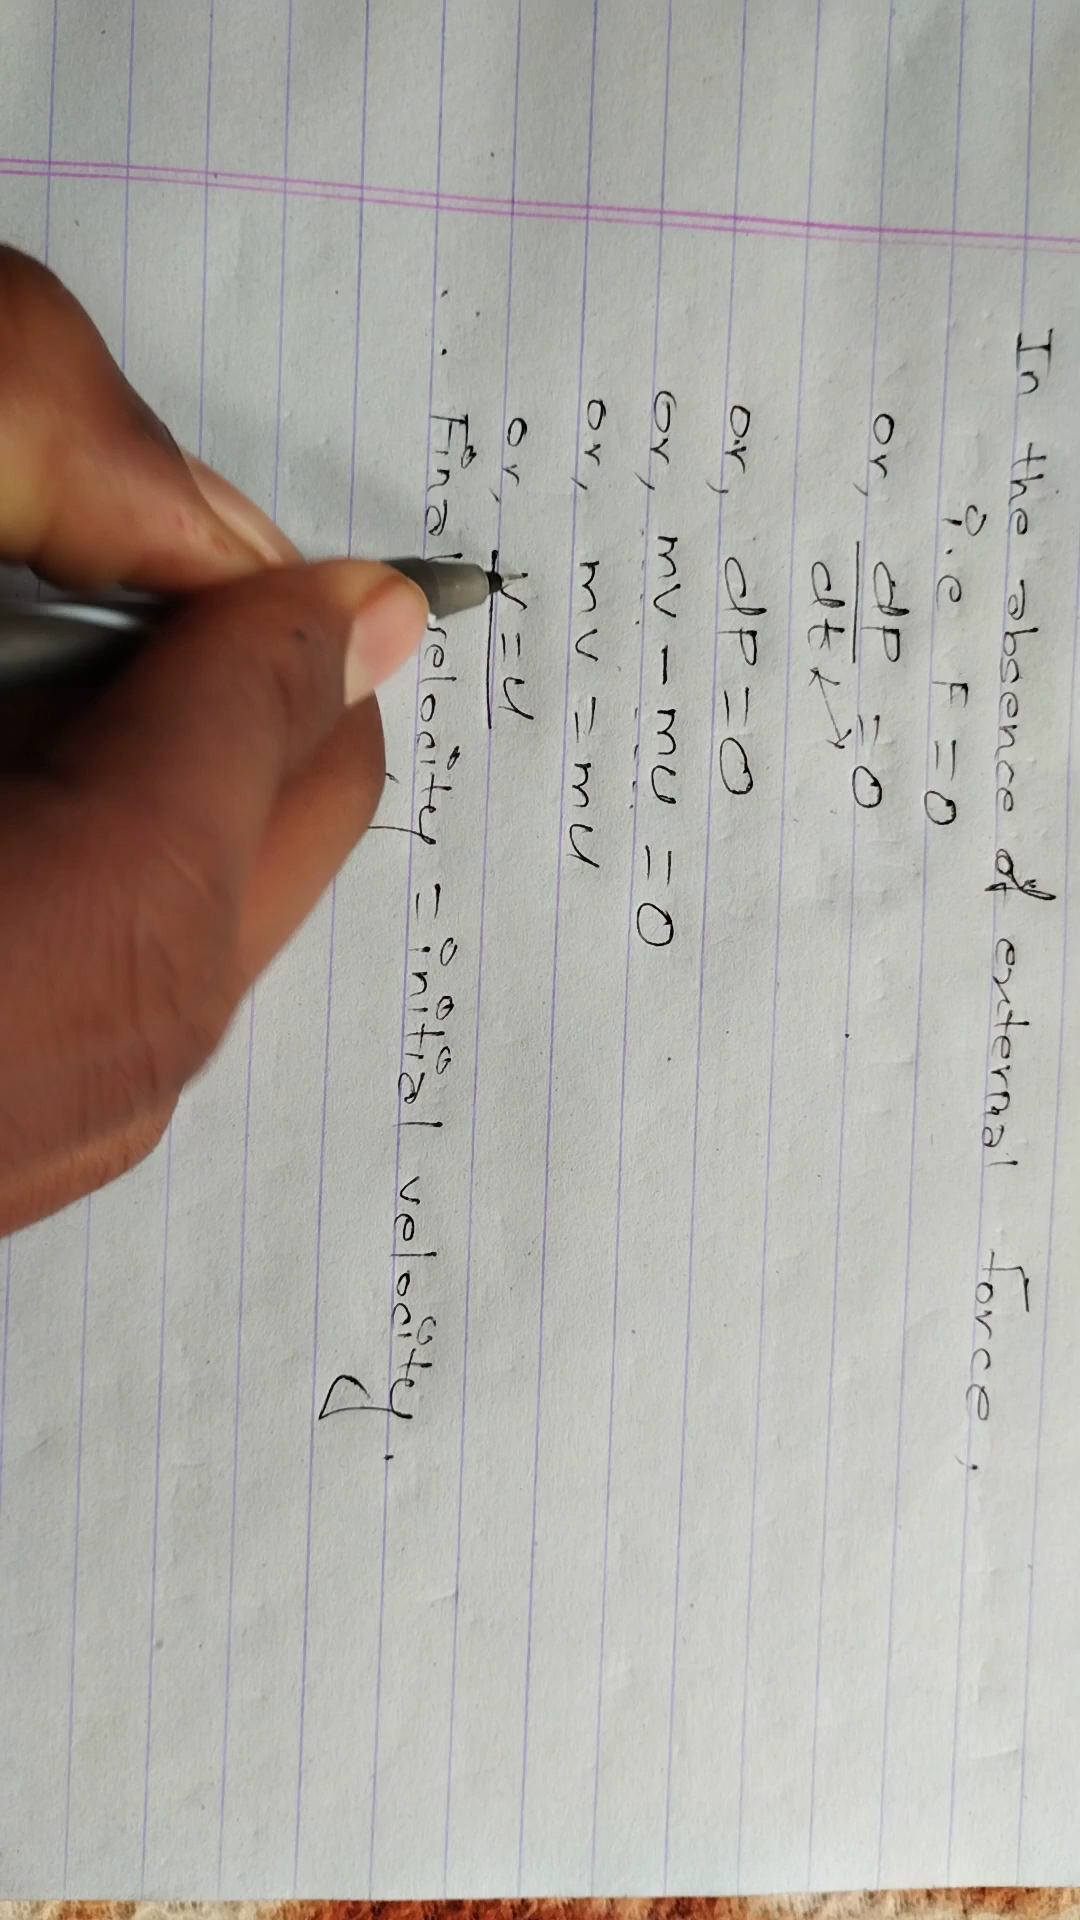 In the absence of external force,
i.e F = 0
or, dP/dt = 0
or, dP = 0
or, mv - mu = 0
or, mv = mu
or, v = u
∴ Final velocity = initial velocity.